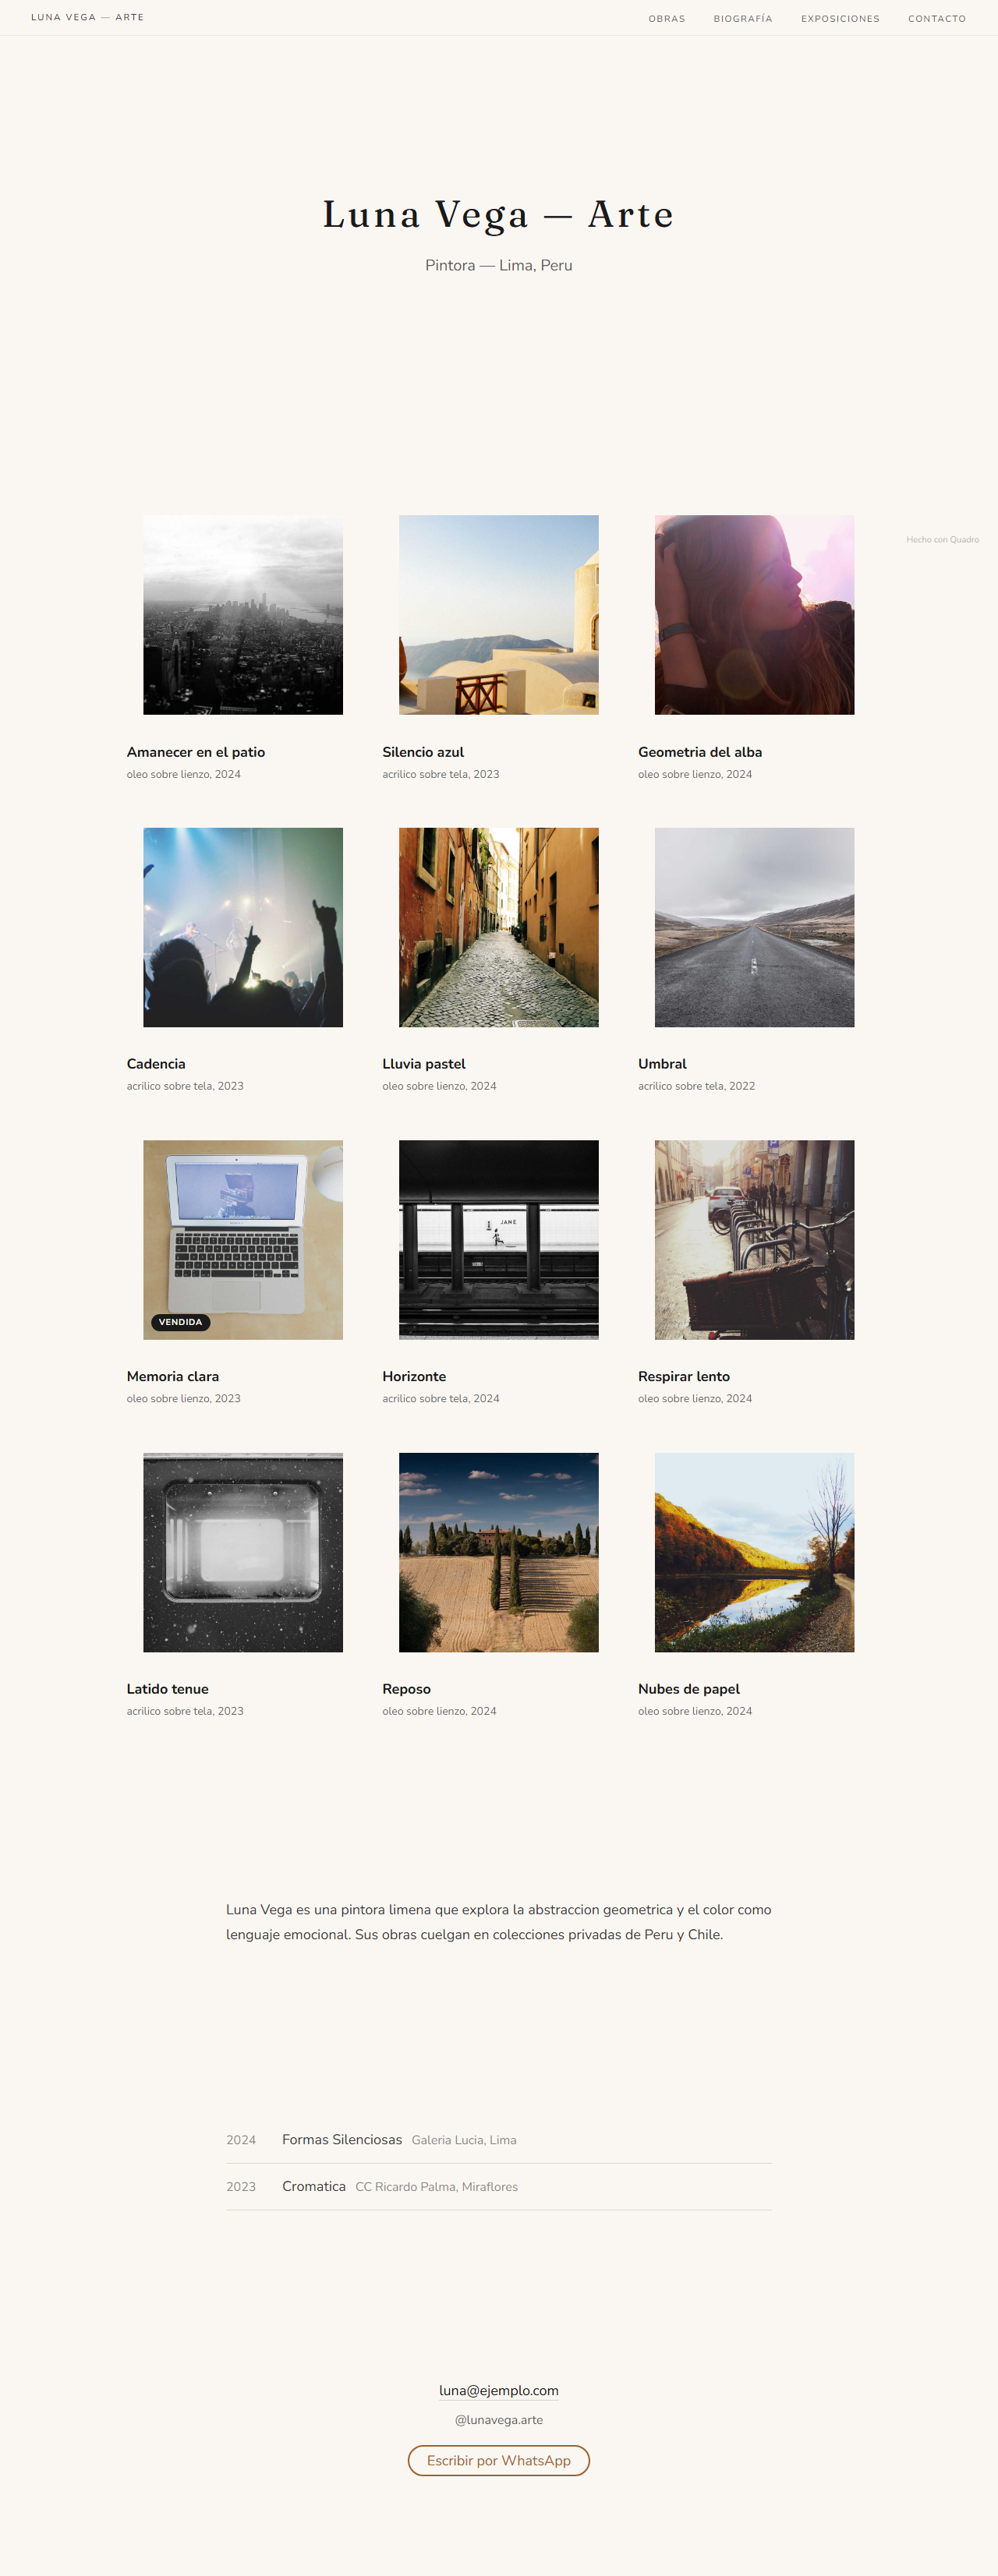 LUNA VEGA — ARTE
OBRAS BIOGRAFÍA EXPOSICIONES CONTACTO
Luna Vega — Arte
Pintora — Lima, Peru
Hecho con Quadro
Amanecer en el patio
oleo sobre lienzo, 2024
Silencio azul
acrilico sobre tela, 2023
Geometria del alba
oleo sobre lienzo, 2024
Cadencia
acrilico sobre tela, 2023
Lluvia pastel
oleo sobre lienzo, 2024
Umbral
acrilico sobre tela, 2022
VENDIDA
JANE
Memoria clara
oleo sobre lienzo, 2023
Horizonte
acrilico sobre tela, 2024
Respirar lento
oleo sobre lienzo, 2024
Latido tenue
acrilico sobre tela, 2023
Reposo
oleo sobre lienzo, 2024
Nubes de papel
oleo sobre lienzo, 2024
Luna Vega es una pintora limena que explora la abstraccion geometrica y el color como
lenguaje emocional. Sus obras cuelgan en colecciones privadas de Peru y Chile.
2024 Formas Silenciosas Galeria Lucia, Lima
2023 Cromatica CC Ricardo Palma, Miraflores
luna@ejemplo.com
@lunavega.arte
Escribir por WhatsApp